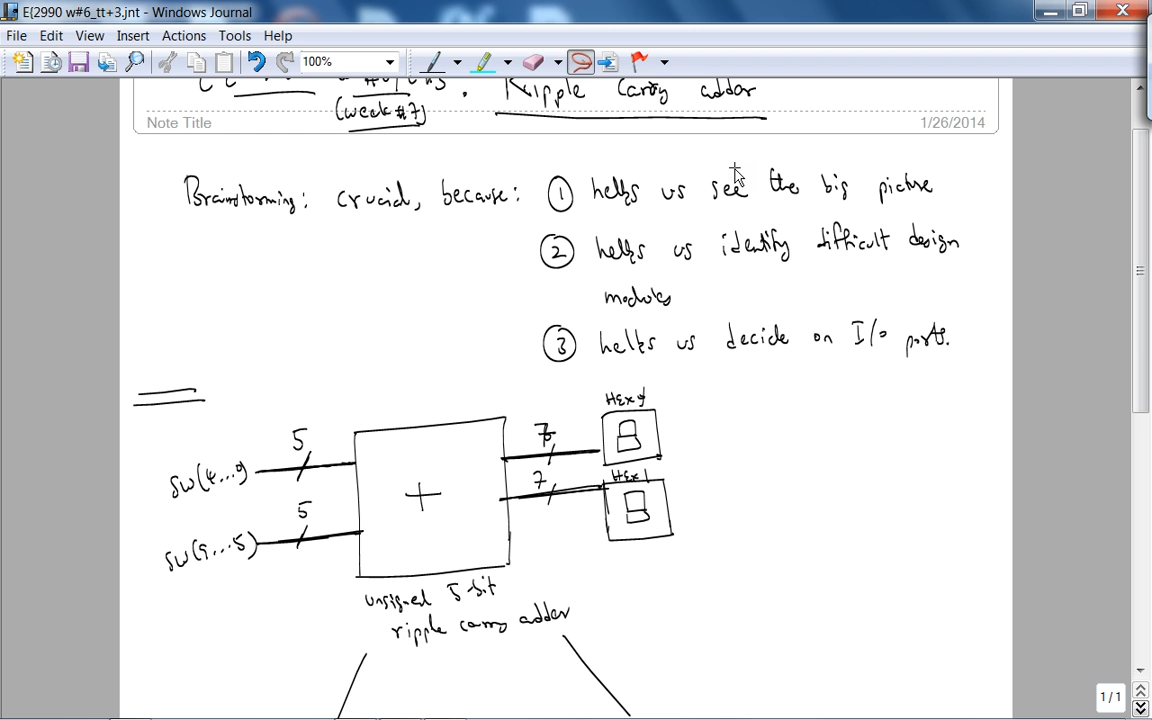 E{2990 w#6_tt+3.jnt - Windows Journal
File Edit View Insert Actions Tools Help
100%
Ripple Carry adder
(week #7)
Note Title
1/26/2014
Brainstorming: crucial, because: ① helps us see the big picture
② helps us identify difficult design
modules
③ helps us decide on I/o ports.
HEX
5
7
SW(4...0)
+
7
HEX1
5
SW(9...5)
unsigned 5-bit
ripple carry adder
1 / 1